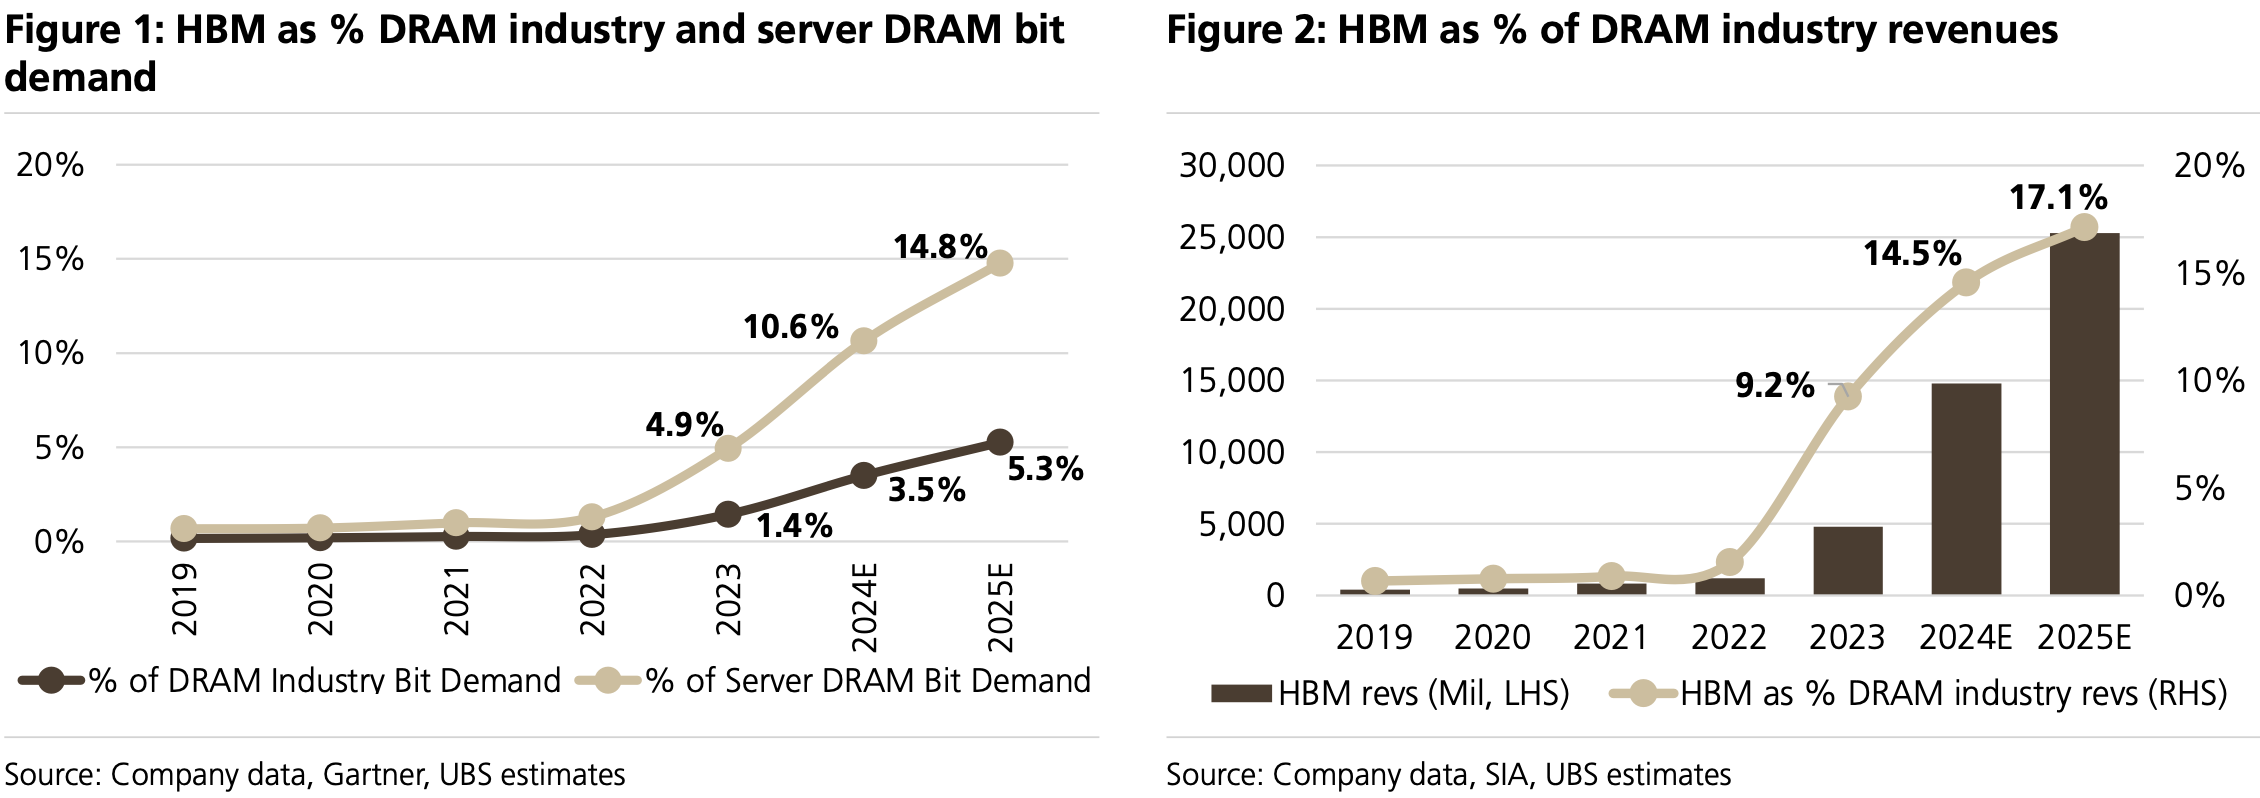 Figure 1: HBM as % DRAM industry and server DRAM bit
demand
20%
15%
10%
5%
0%
14.8%
10.6%
4.9%
5.3%
3.5%
1.4%
2019
2020
2021
2022
2023
2024E
2025E
% of DRAM Industry Bit Demand
% of Server DRAM Bit Demand
Source: Company data, Gartner, UBS estimates
Figure 2: HBM as % of DRAM industry revenues
30,000
25,000
20,000
15,000
10,000
5,000
0
20%
15%
10%
5%
0%
17.1%
14.5%
9.2%
2019
2020
2021
2022
2023
2024E
2025E
HBM revs (Mil, LHS)
HBM as % DRAM industry revs (RHS)
Source: Company data, SIA, UBS estimates